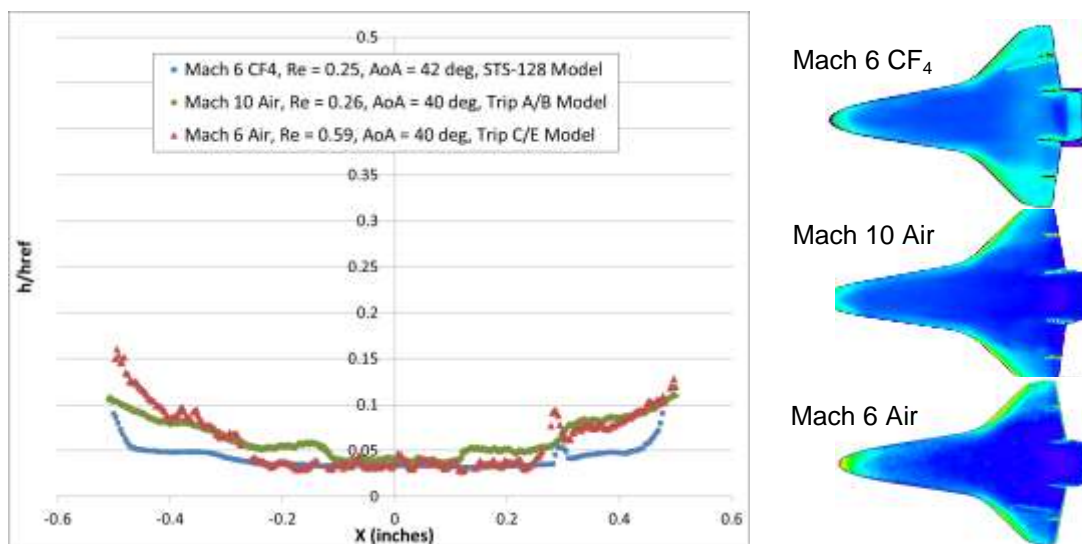 0.5
Mach 6 CF4, Re = 0.25, AoA = 42 deg, STS-128 Model
Mach 10 Air, Re = 0.26, AoA = 40 deg, Trip A/B Model
Mach 6 Air, Re = 0.59, AoA = 40 deg, Trip C/E Model
0.35
0.3
0.25
0.2
0.15
0.1
0.05
0
h/href
-0.6
-0.4
-0.2
0
0.2
0.4
0.6
X (inches)
Mach 6 CF₄
Mach 10 Air
Mach 6 Air